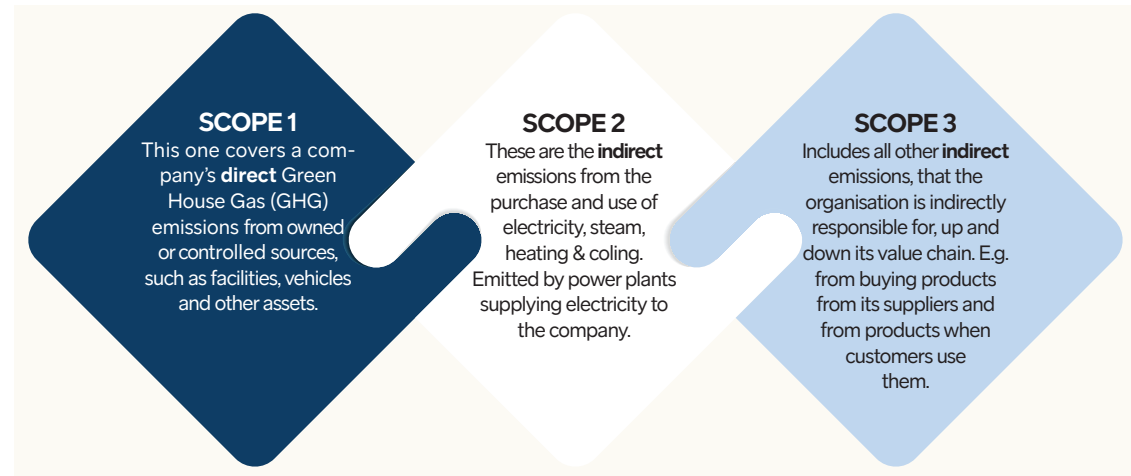 SCOPE 1
This one covers a com-
pany's direct Green
House Gas (GHG)
emissions from owned
or controlled sources,
such as facilities, vehicles
and other assets.
SCOPE 2
These are the indirect
emissions from the
purchase and use of
electricity, steam,
heating & coling.
Emitted by power plants
supplying electricity to
the company.
SCOPE 3
Includes all other indirect
emissions, that the
organisation is indirectly
responsible for, up and
down its value chain. E.g.
from buying products
from its suppliers and
from products when
customers use
them.